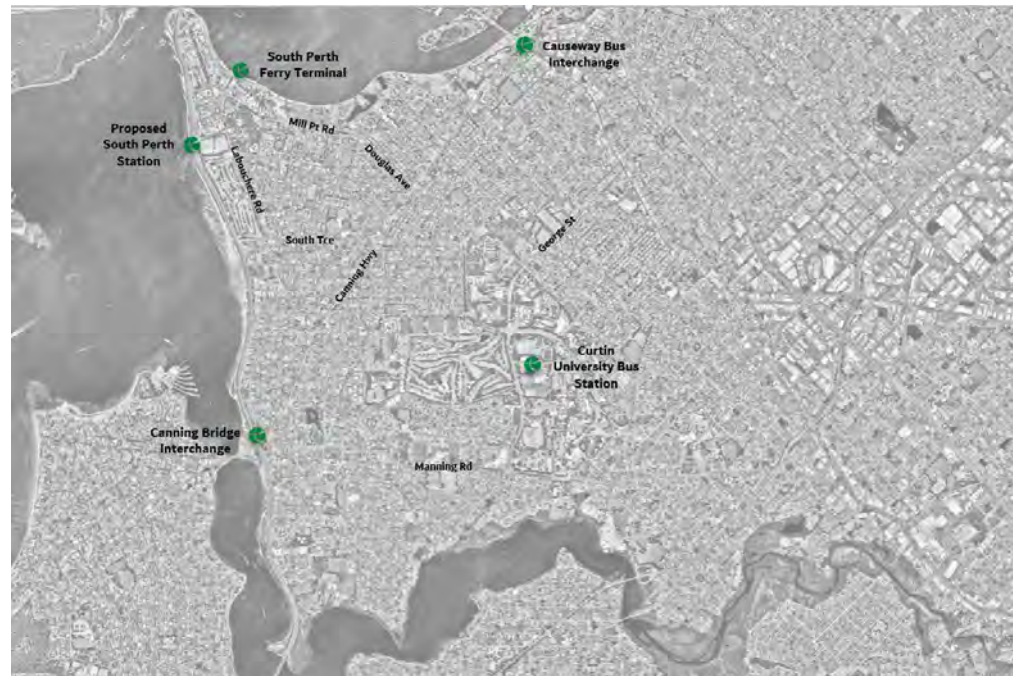 Causeway Bus
Interchange
South Perth
Ferry Terminal
Mill Pt Rd
Proposed
South Perth
Station
Douglas Ave
Labouchere Rd
George St
South Tce
Canning Hwy
Curtin
University Bus
Station
Canning Bridge
Interchange
Manning Rd